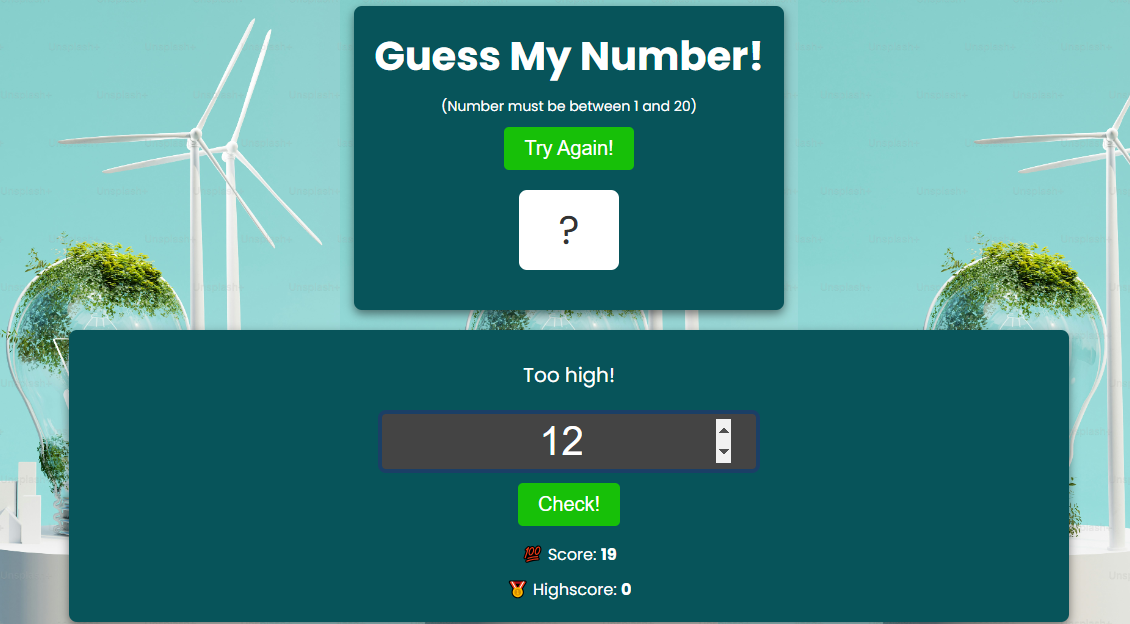 Guess My Number!
(Number must be between 1 and 20)
Try Again!
?
Too high!
12
Check!
💯 Score: 19
🥇 Highscore: 0